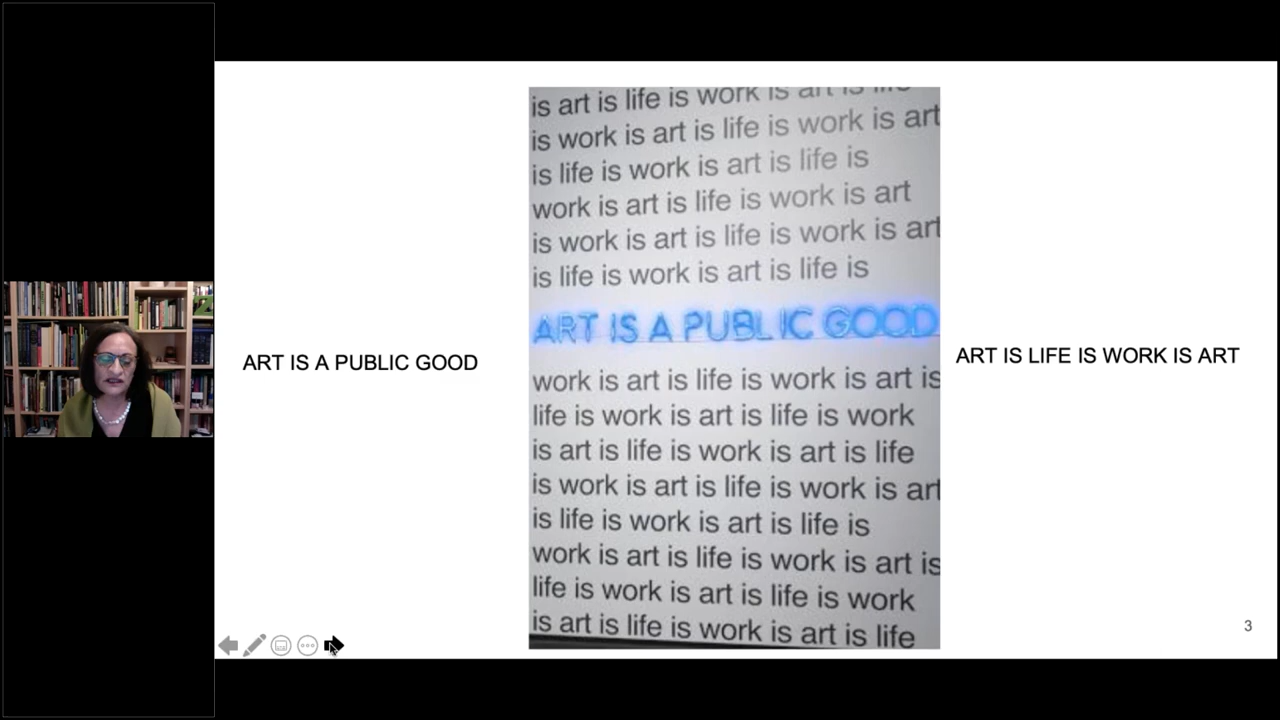 ART IS A PUBLIC GOOD
is art is life is work is art is life
is work is art is life is work is art
is life is work is art is life is
work is art is life is work is art
is work is art is life is work is art
is life is work is art is life is
ART IS A PUBLIC GOOD
work is art is life is work is art is
life is work is art is life is work
is art is life is work is art is life
is work is art is life is work is art
is life is work is art is life is
work is art is life is work is art is
life is work is art is life is work
is art is life is work is art is life
ART IS LIFE IS WORK IS ART
3